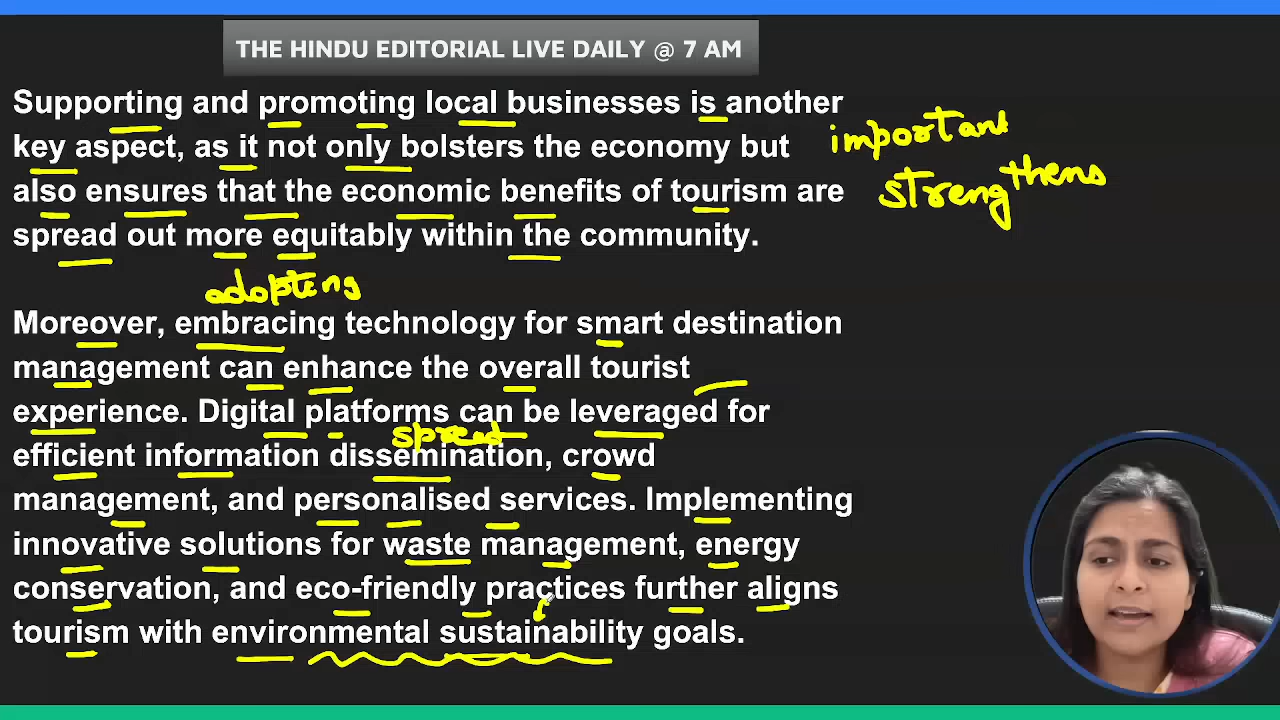 THE HINDU EDITORIAL LIVE DAILY @ 7 AM
Supporting and promoting local businesses is another
key aspect, as it not only bolsters the economy but
important
also ensures that the economic benefits of tourism are
strengthens
spread out more equitably within the community.
adopting
Moreover, embracing technology for smart destination
management can enhance the overall tourist
experience. Digital platforms can be leveraged for
spread
efficient information dissemination, crowd
management, and personalised services. Implementing
innovative solutions for waste management, energy
conservation, and eco-friendly practices further aligns
tourism with environmental sustainability goals.